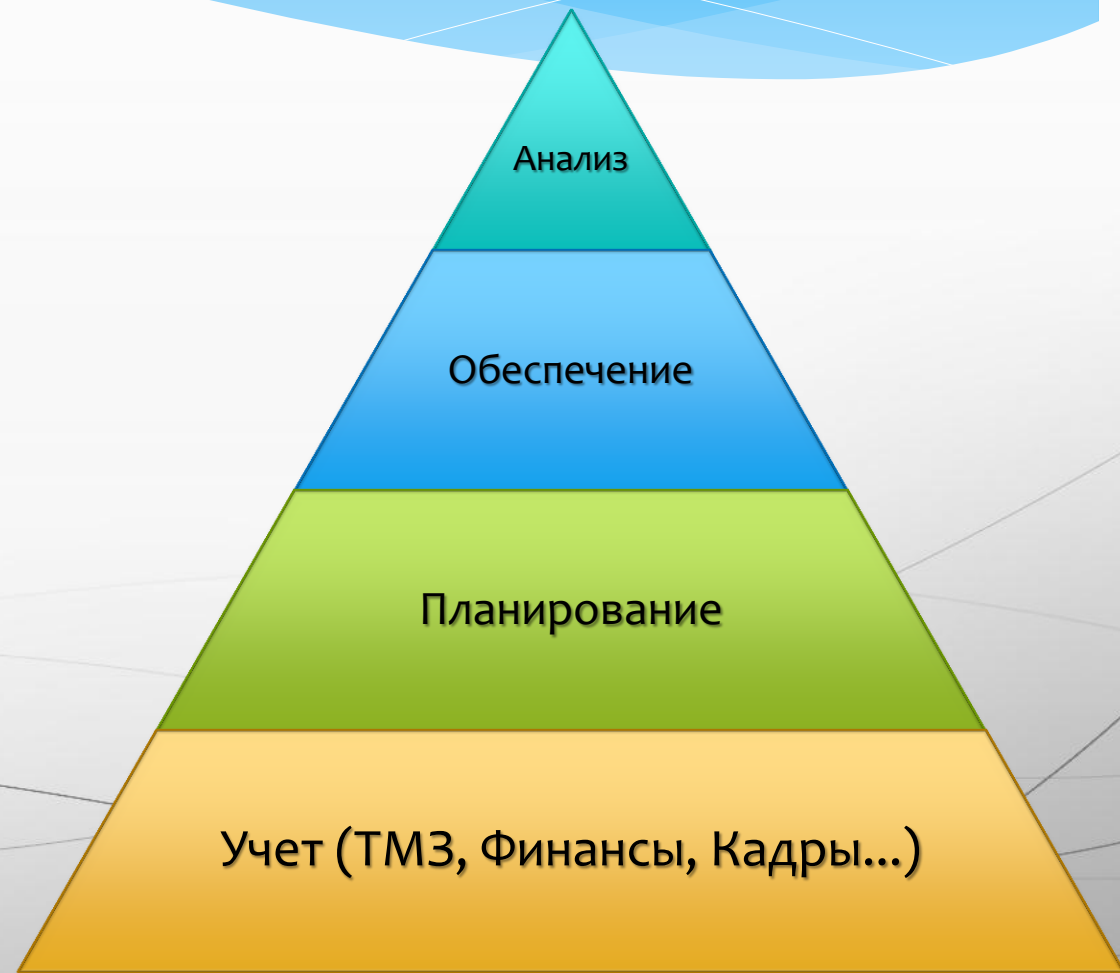 Анализ
Обеспечение
Планирование
Учет (ТМЗ, Финансы, Кадры...)